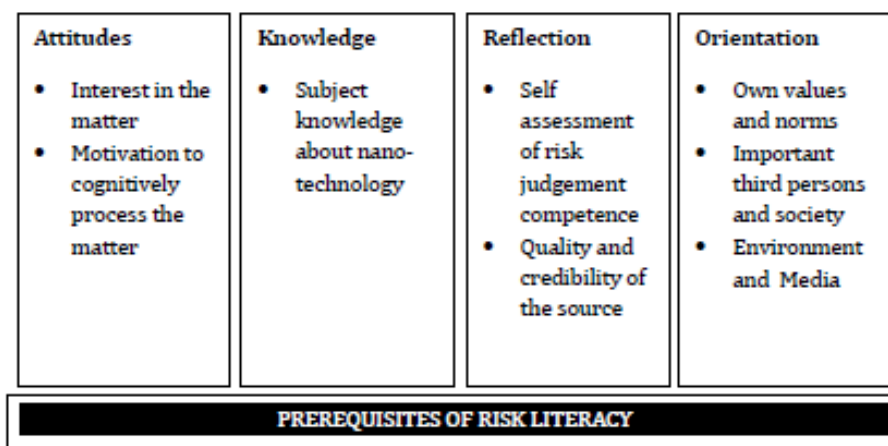 Attitudes
• Interest in the
matter
• Motivation to
cognitively
process the
matter
Knowledge
• Subject
knowledge
about nano-
technology
Reflection
• Self
assessment
of risk
judgement
competence
• Quality and
credibility of
the source
Orientation
• Own values
and norms
• Important
third persons
and society
• Environment
and Media
PREREQUISITES OF RISK LITERACY